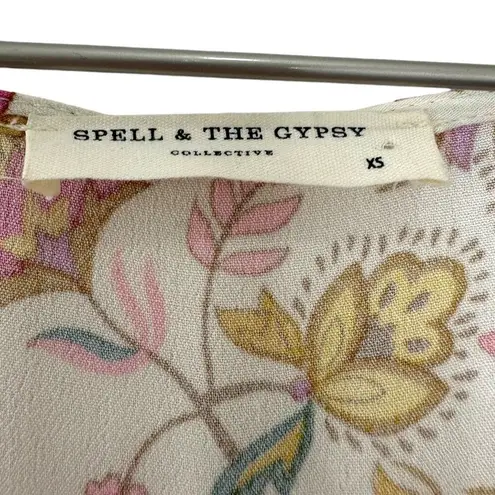 SPELL & THE GYPSY
COLLECTIVE
XS